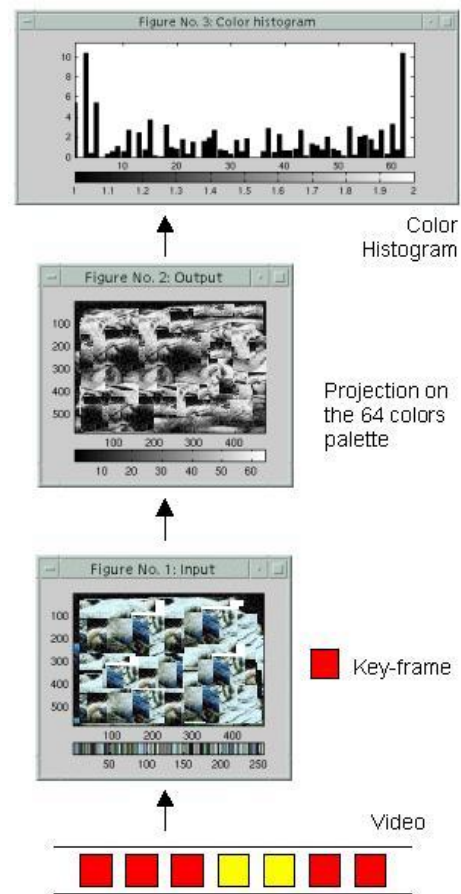 Figure No. 3: Color histogram
10
8
6
4
2
0
10 20 30 40 50 60
1 1.1 1.2 1.3 1.4 1.5 1.6 1.7 1.8 1.9 2
Color
Histogram
Figure No. 2: Output
100
200
300
400
500
100 200 300 400
10 20 30 40 50 60
Projection on
the 64 colors
palette
Figure No. 1: Input
100
200
300
400
500
100 200 300 400
50 100 150 200 250
Key-frame
Video